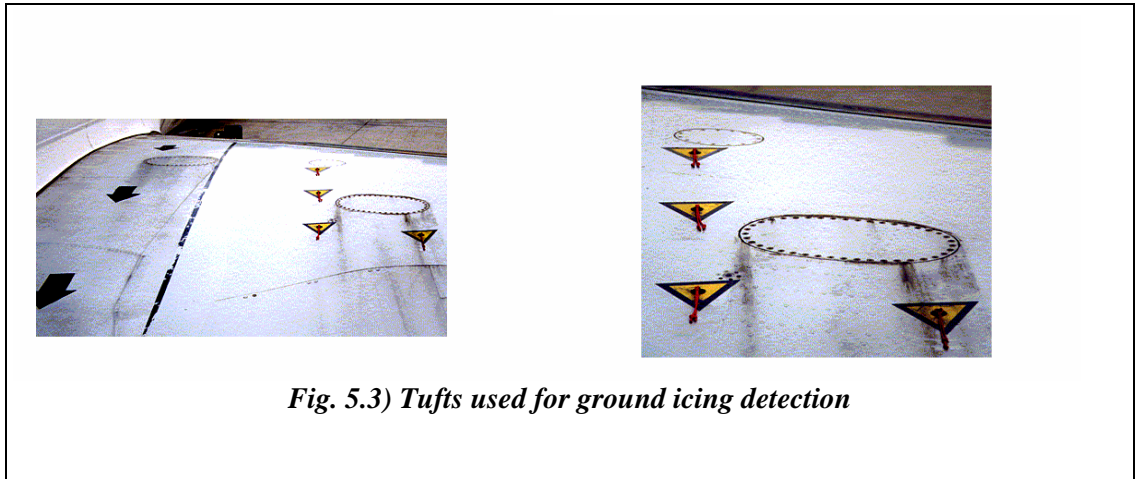 Fig. 5.3) Tufts used for ground icing detection